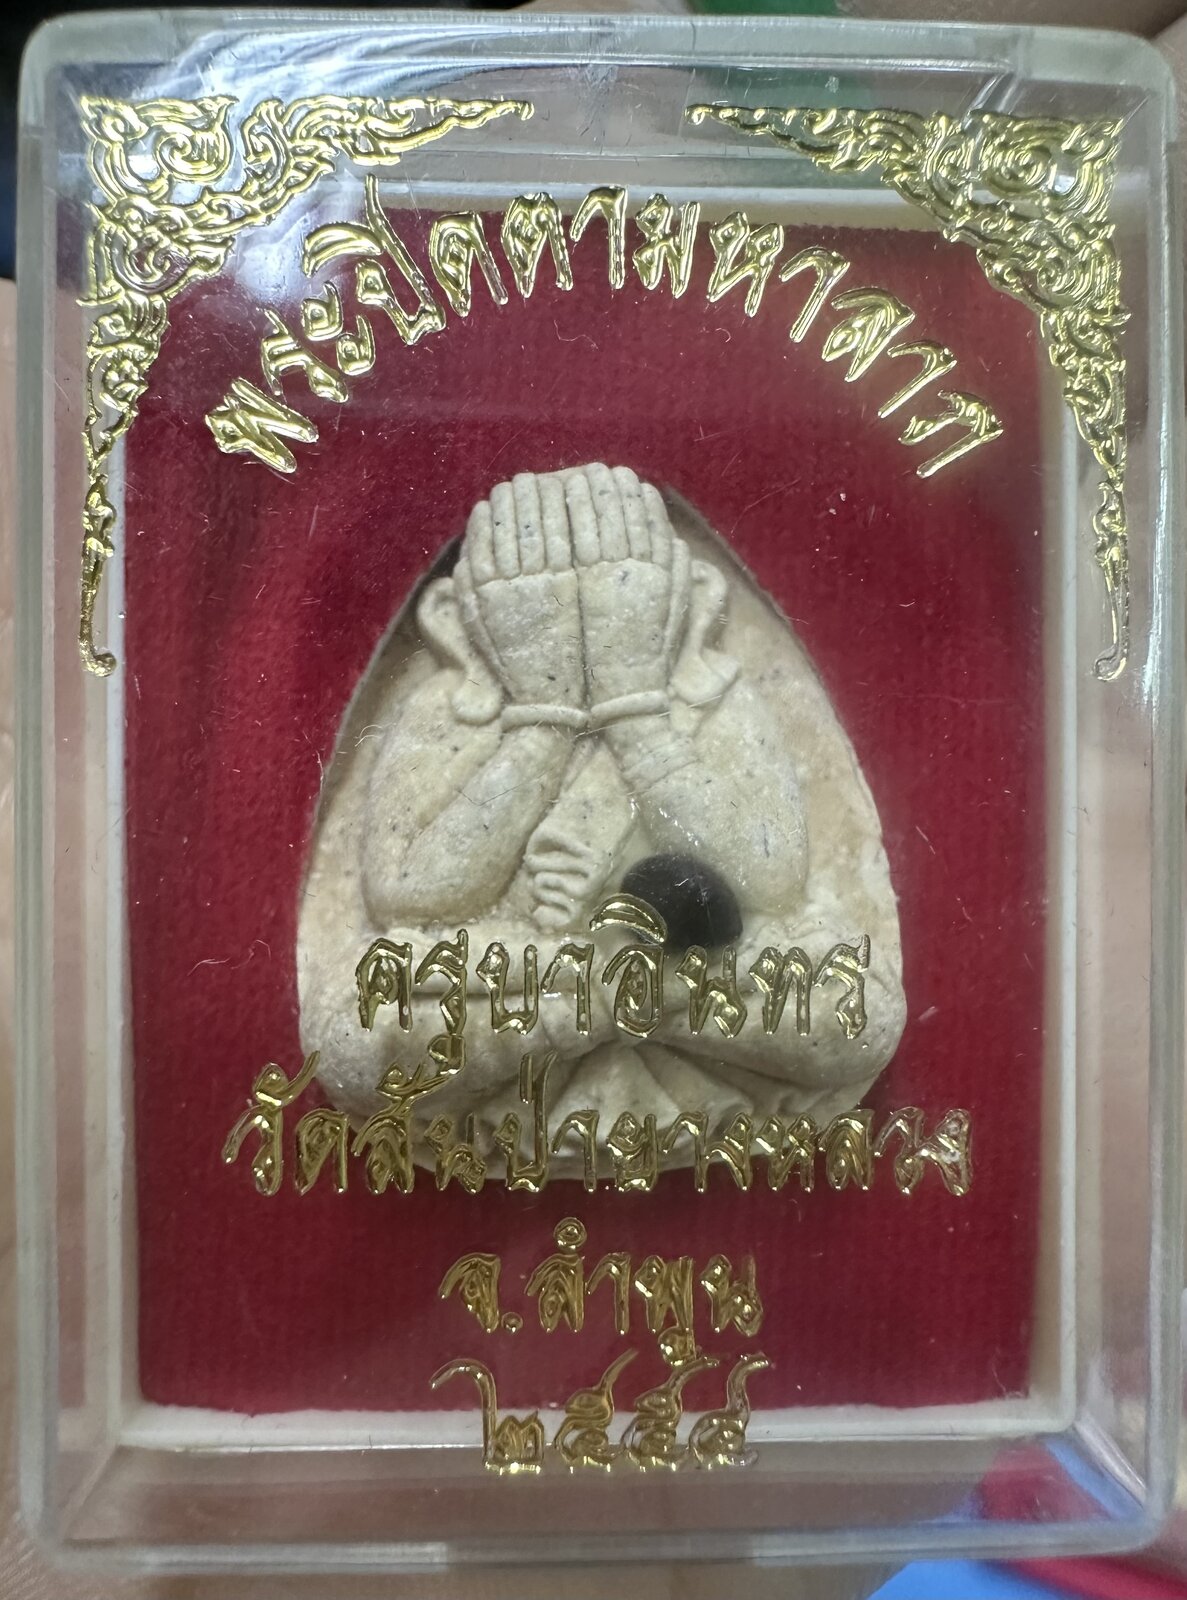 พระปิดตามหาลาภ
ครูบาอินทร
วัดสันป่ายางหลวง
จ.ลำพูน
๒๕๕๔